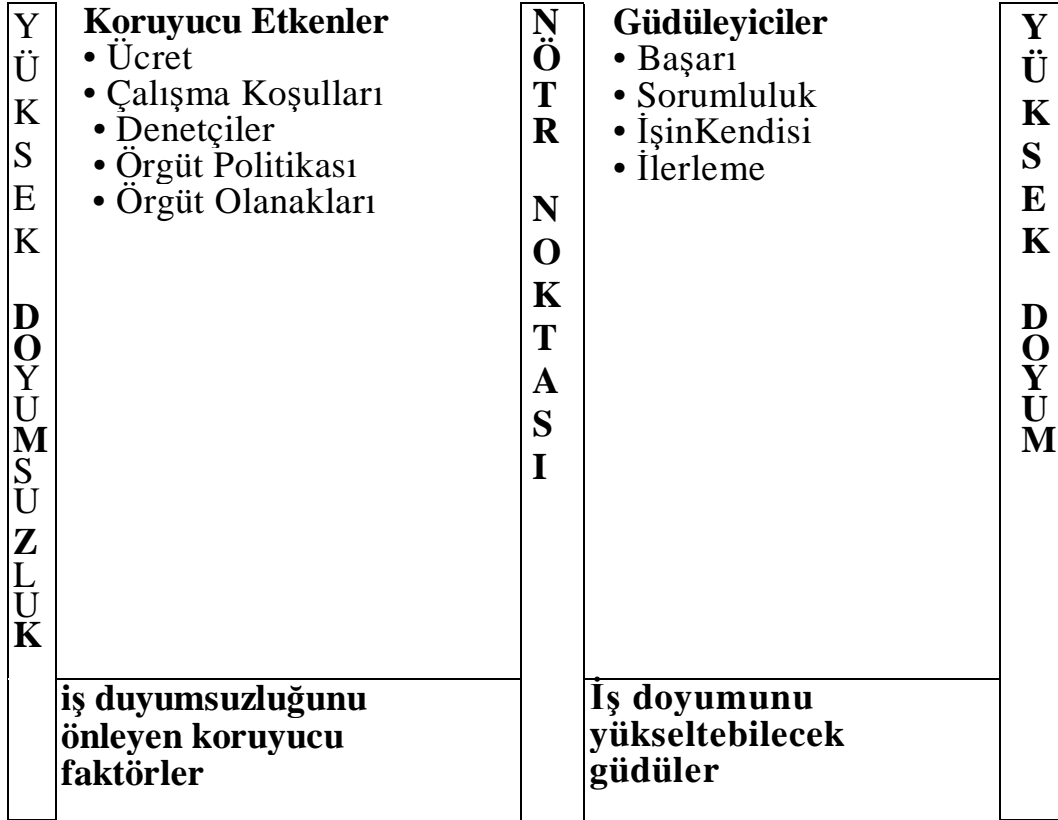 YÜKSEK DOYUMSUZLUK
Koruyucu Etkenler
• Ücret
• Çalışma Koşulları
• Denetçiler
• Örgüt Politikası
• Örgüt Olanakları
iş duyumsuzluğunu
önleyen koruyucu
faktörler
NÖTR NOKTASI
Güdüleyiciler
• Başarı
• Sorumluluk
• İşinKendisi
• İlerleme
İş doyumunu
yükseltebilecek
güdüler
YÜKSEK DOYUM